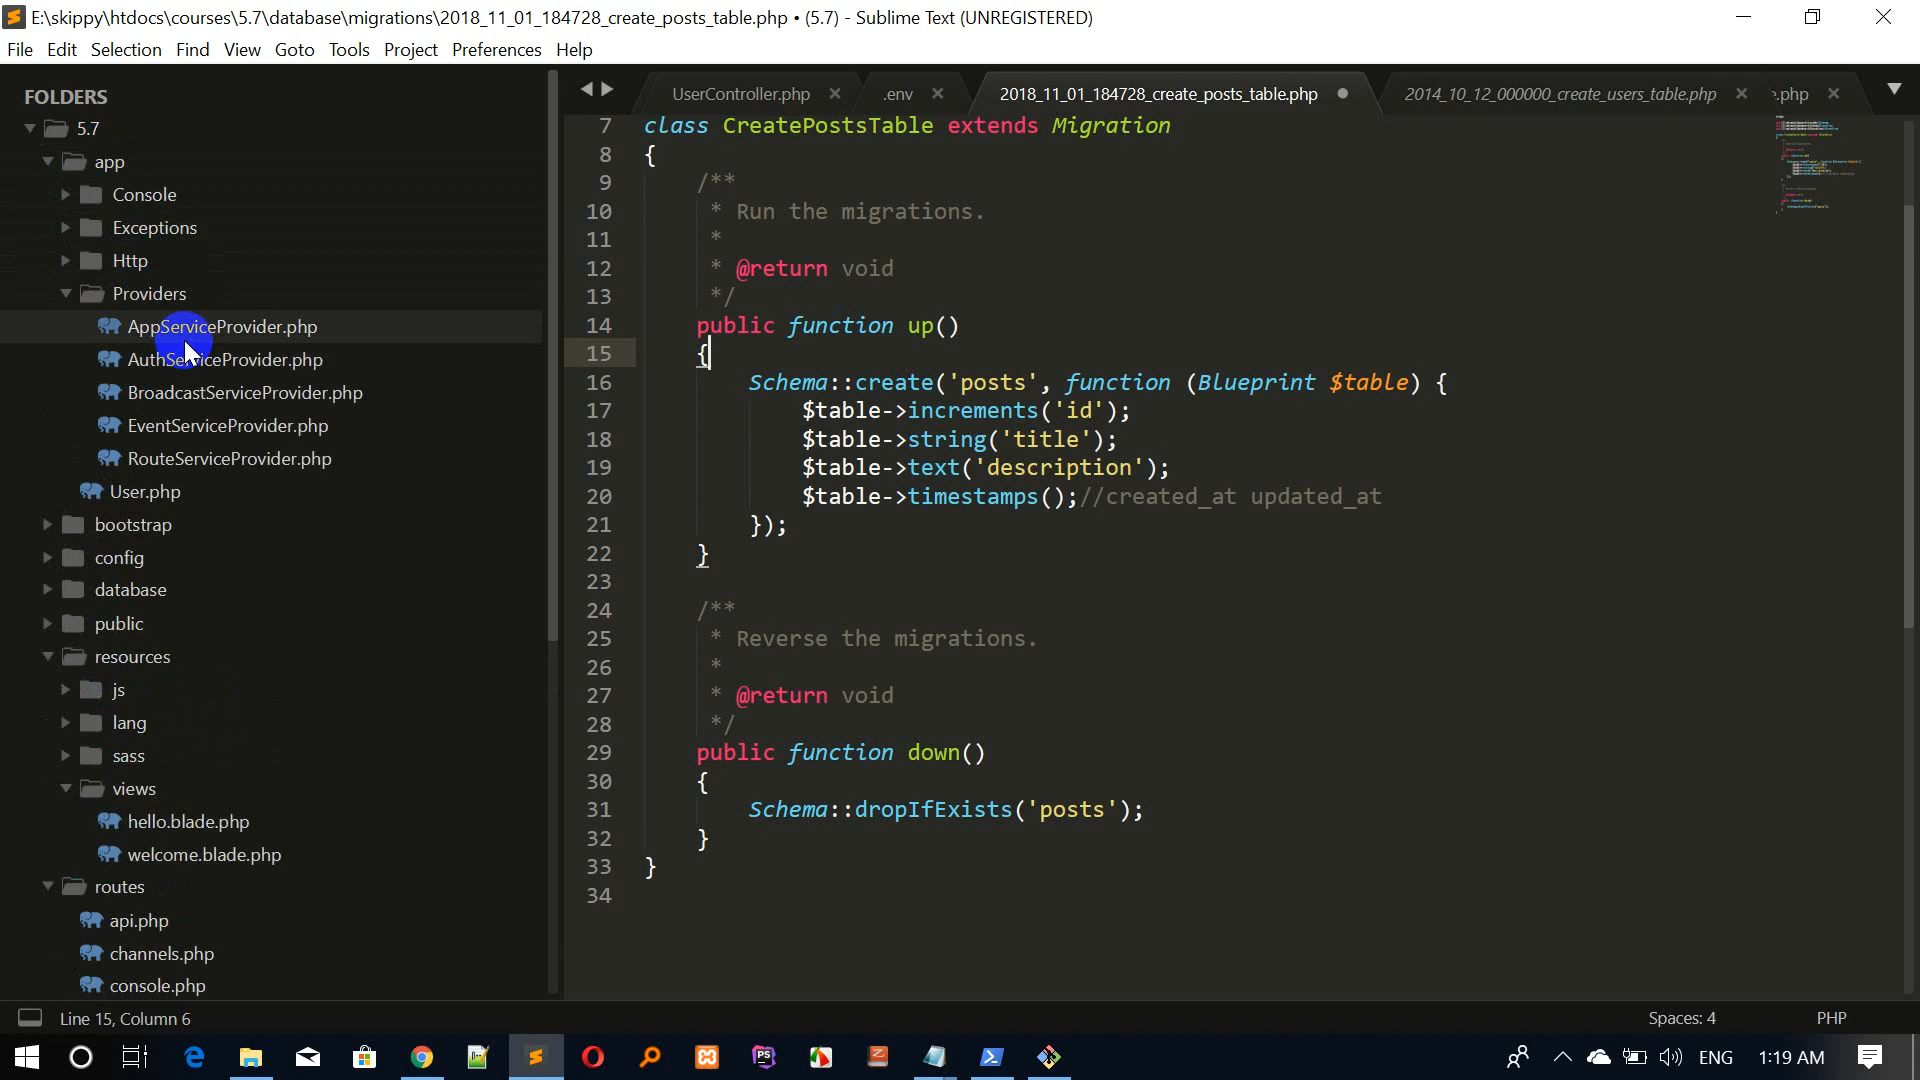 E:\skippy\htdocs\courses\5.7\database\migrations\2018_11_01_184728_create_posts_table.php • (5.7) - Sublime Text (UNREGISTERED)
File Edit Selection Find View Goto Tools Project Preferences Help
FOLDERS
5.7
app
Console
Exceptions
Http
Providers
AppServiceProvider.php
AuthServiceProvider.php
BroadcastServiceProvider.php
EventServiceProvider.php
RouteServiceProvider.php
User.php
bootstrap
config
database
public
resources
js
lang
sass
views
hello.blade.php
welcome.blade.php
routes
api.php
channels.php
console.php
UserController.php
.env
2018_11_01_184728_create_posts_table.php
2014_10_12_000000_create_users_table.php
.php
7 class CreatePostsTable extends Migration
8 {
9 /**
10 * Run the migrations.
11 *
12 * @return void
13 */
14 public function up()
15 {
16 Schema::create('posts', function (Blueprint $table) {
17 $table->increments('id');
18 $table->string('title');
19 $table->text('description');
20 $table->timestamps();//created_at updated_at
21 });
22 }
23
24 /**
25 * Reverse the migrations.
26 *
27 * @return void
28 */
29 public function down()
30 {
31 Schema::dropIfExists('posts');
32 }
33 }
34
Line 15, Column 6
Spaces: 4
PHP
ENG
1:19 AM